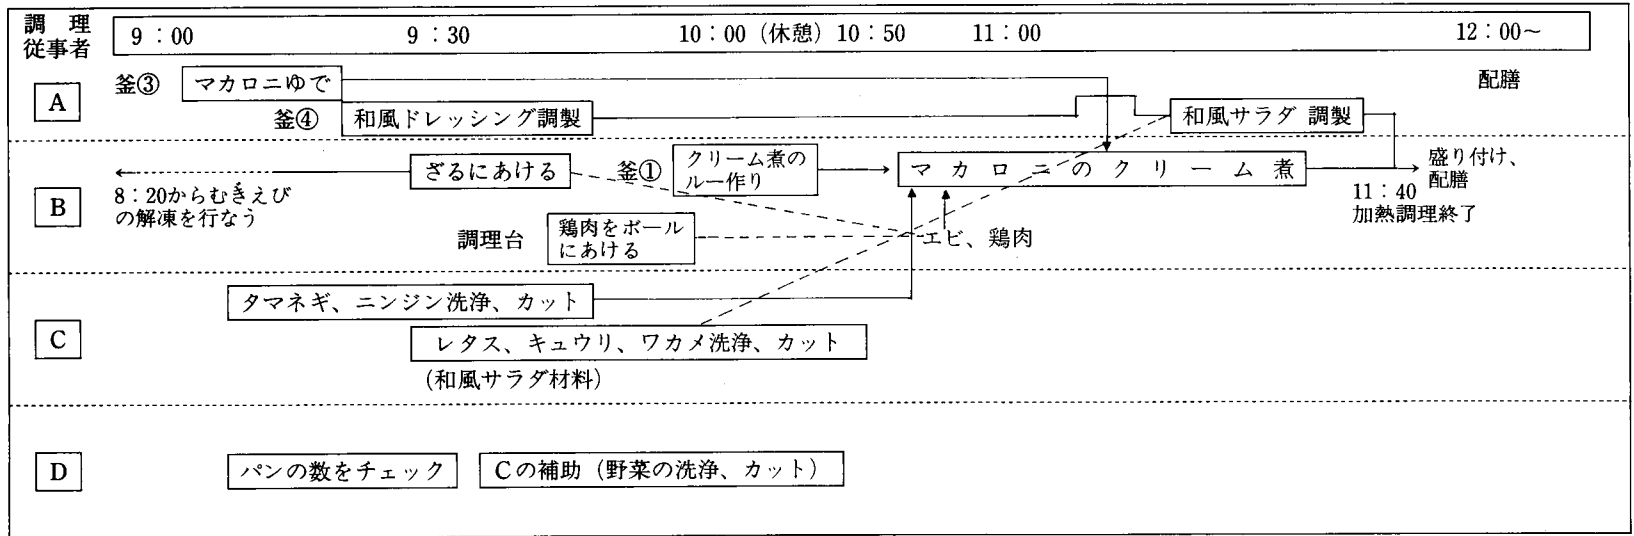 調理
従事者
9:00 9:30 10:00(休憩)10:50 11:00 12:00~
A
釜③ マカロニゆで
配膳
釜④ 和風ドレッシング調製
和風サラダ 調製
B
ざるにあける
8:20からむきえび
の解凍を行なう
釜① クリーム煮の
ルー作り
マカロニのクリーム煮
盛り付け、
配膳
11:40
加熱調理終了
調理台 鶏肉をボール
にあける
エビ、鶏肉
C
タマネギ、ニンジン洗浄、カット
レタス、キュウリ、ワカメ洗浄、カット
(和風サラダ材料)
D
パンの数をチェック
Cの補助(野菜の洗浄、カット)